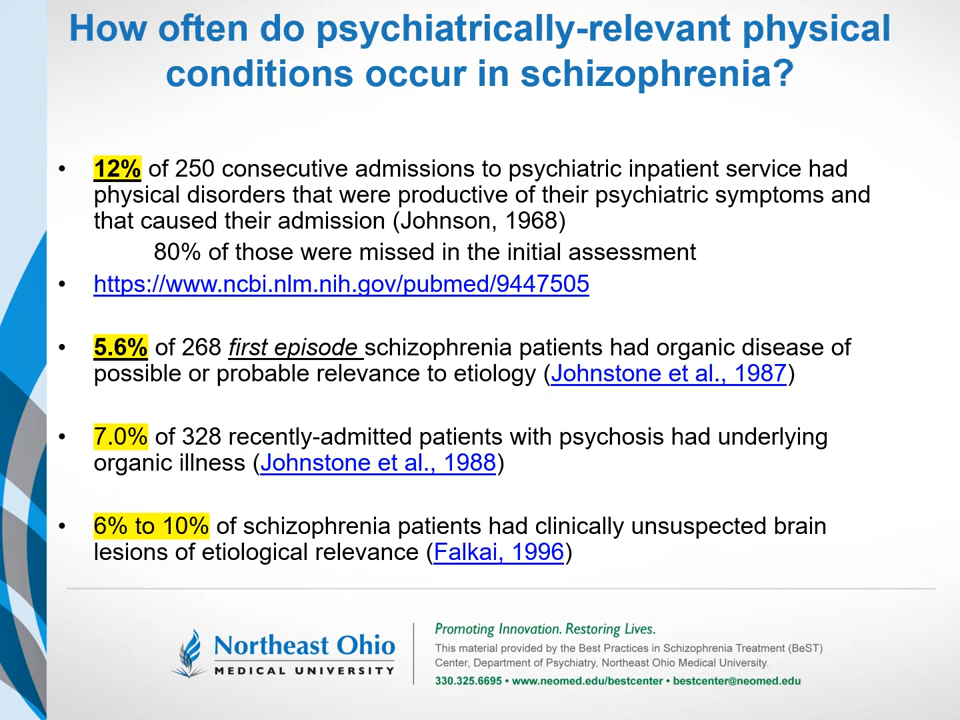 How often do psychiatrically-relevant physical
conditions occur in schizophrenia?
• 12% of 250 consecutive admissions to psychiatric inpatient service had
physical disorders that were productive of their psychiatric symptoms and
that caused their admission (Johnson, 1968)
80% of those were missed in the initial assessment
• https://www.ncbi.nlm.nih.gov/pubmed/9447505
• 5.6% of 268 first episode schizophrenia patients had organic disease of
possible or probable relevance to etiology (Johnstone et al., 1987)
• 7.0% of 328 recently-admitted patients with psychosis had underlying
organic illness (Johnstone et al., 1988)
• 6% to 10% of schizophrenia patients had clinically unsuspected brain
lesions of etiological relevance (Falkai, 1996)
Northeast Ohio
MEDICAL UNIVERSITY
Promoting Innovation. Restoring Lives.
This material provided by the Best Practices in Schizophrenia Treatment (BeST)
Center, Department of Psychiatry, Northeast Ohio Medical University.
330.325.6695 • www.neomed.edu/bestcenter • bestcenter@neomed.edu